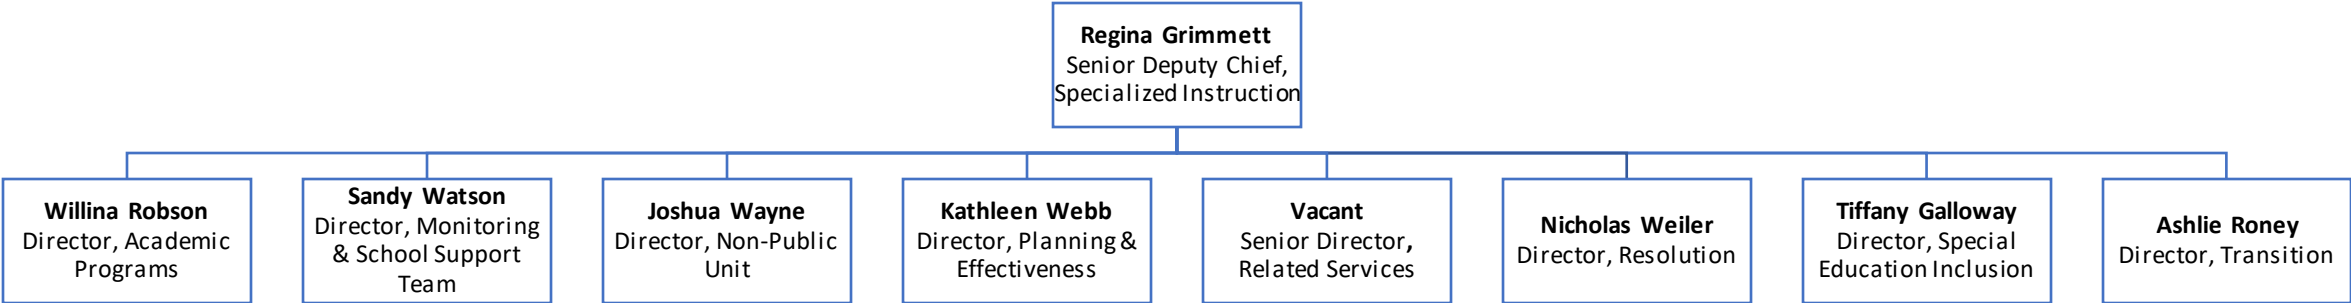 Regina Grimmett
Senior Deputy Chief,
Specialized Instruction
Willina Robson
Director, Academic
Programs
Sandy Watson
Director, Monitoring
& School Support
Team
Joshua Wayne
Director, Non-Public
Unit
Kathleen Webb
Director, Planning &
Effectiveness
Vacant
Senior Director,
Related Services
Nicholas Weiler
Director, Resolution
Tiffany Galloway
Director, Special
Education Inclusion
Ashlie Roney
Director, Transition